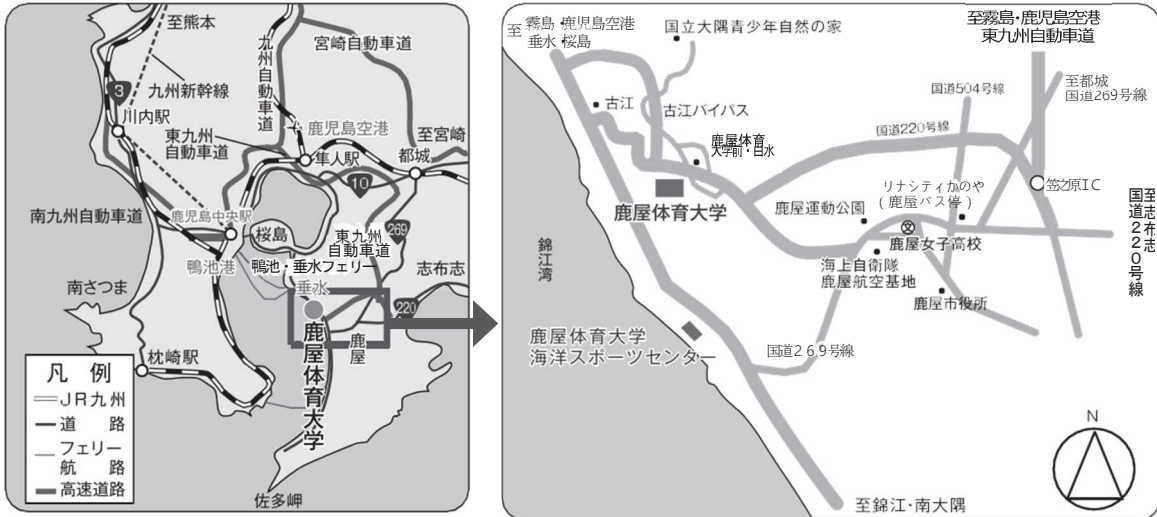 至熊本
九州自動車道
宮崎自動車道
3
九州新幹線
川内駅
鹿児島空港
東九州
自動車道
至宮崎
隼人駅
都城
10
南九州自動車道
鹿児島中央駅
桜島
269
東九州
自動車道
鴨池港
鴨池・垂水フェリー
志布志
南さつま
垂水
220
鹿屋
鹿屋体育大学
枕崎駅
凡 例
JR九州
道 路
フェリー
航 路
高速道路
佐多岬
至 霧島・鹿児島空港
垂水・桜島
国立大隅青少年自然の家
至霧島・鹿児島空港
東九州自動車道
至都城
国道269号線
国道504号線
古江
古江バイパス
国道220号線
鹿屋体育
大学前・白水
笠之原IC
リナシティかのや
(鹿屋バス停)
鹿屋体育大学
鹿屋運動公園
至志布志
国道220号線
鹿屋女子高校
錦江湾
海上自衛隊
鹿屋航空基地
鹿屋市役所
鹿屋体育大学
海洋スポーツセンター
国道269号線
N
至錦江・南大隅